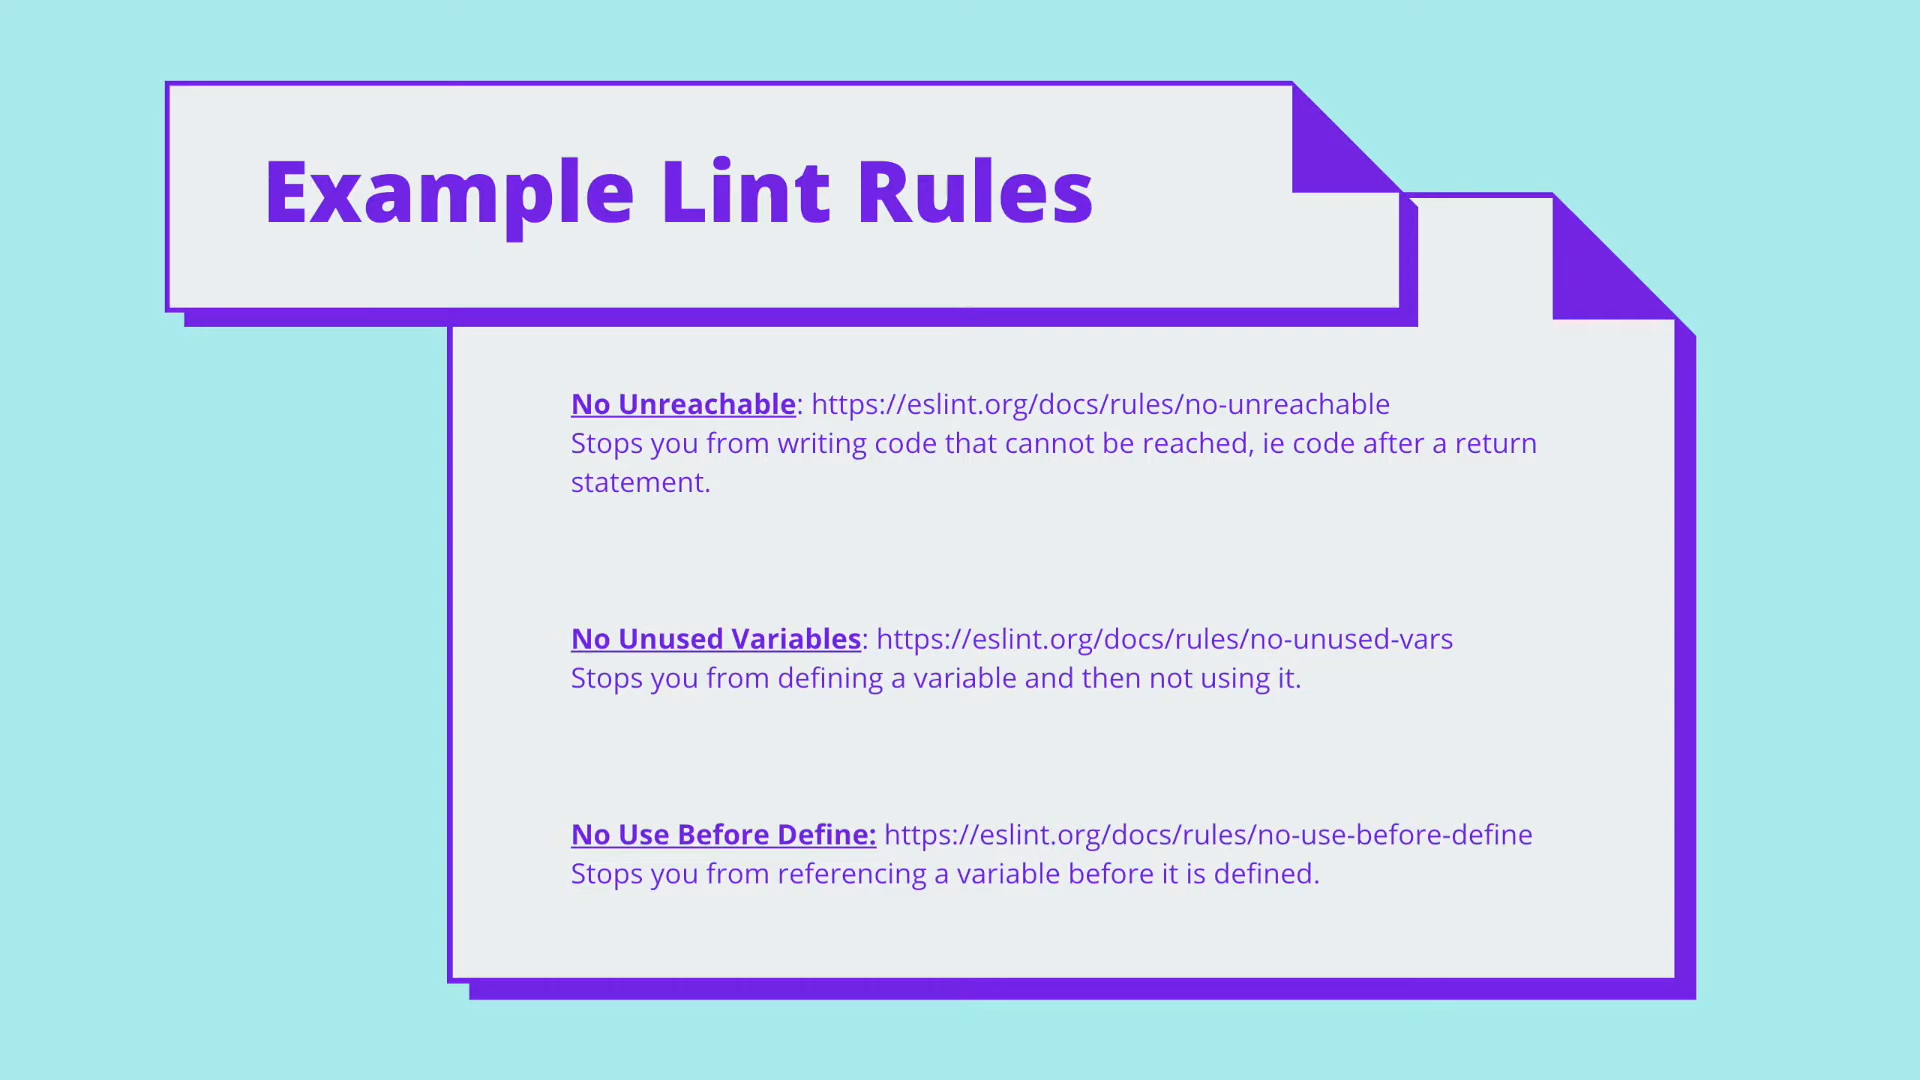 Example Lint Rules
No Unreachable: https://eslint.org/docs/rules/no-unreachable
Stops you from writing code that cannot be reached, ie code after a return
statement.
No Unused Variables: https://eslint.org/docs/rules/no-unused-vars
Stops you from defining a variable and then not using it.
No Use Before Define: https://eslint.org/docs/rules/no-use-before-define
Stops you from referencing a variable before it is defined.